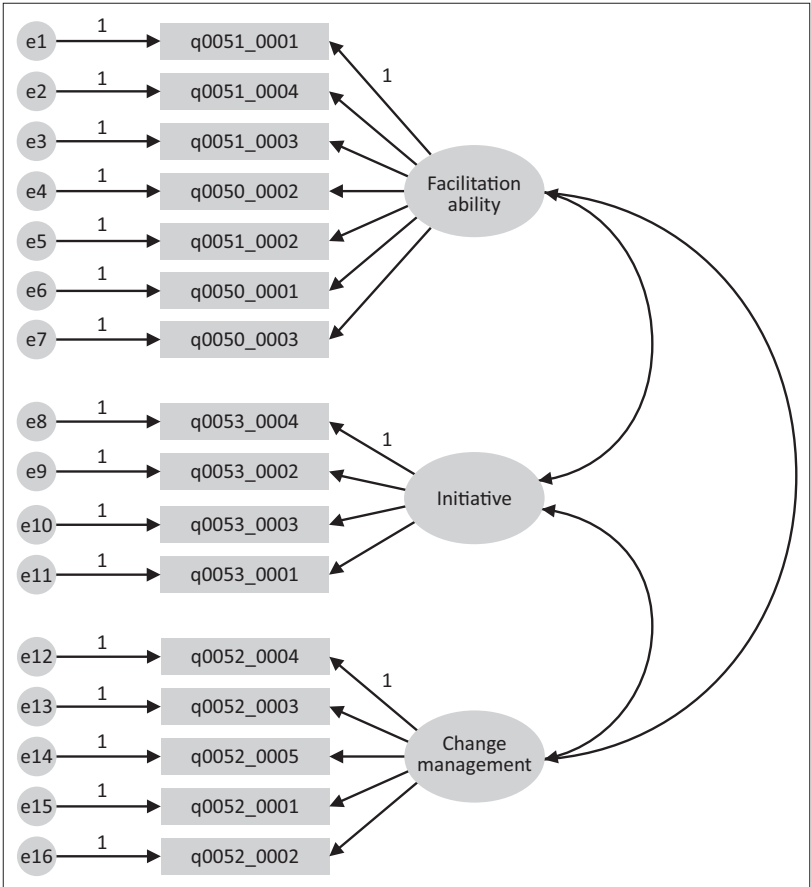 e1 1 q0051_0001
1
e2 1 q0051_0004
e3 1 q0051_0003
e4 1 q0050_0002
Facilitation
ability
e5 1 q0051_0002
e6 1 q0050_0001
e7 1 q0050_0003
e8 1 q0053_0004
1
e9 1 q0053_0002
Initiative
e10 1 q0053_0003
e11 1 q0053_0001
e12 1 q0052_0004
1
e13 1 q0052_0003
e14 1 q0052_0005
Change
management
e15 1 q0052_0001
e16 1 q0052_0002